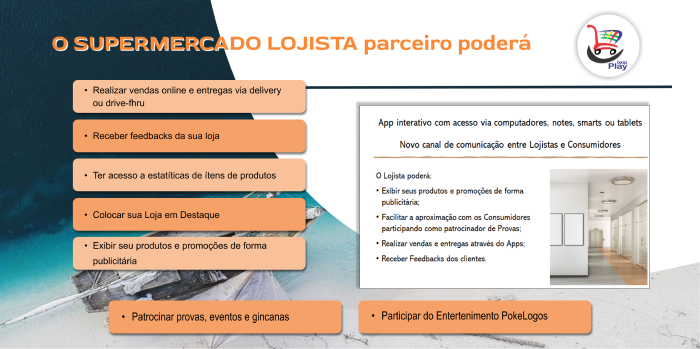 O SUPERMERCADO LOJISTA parceiro poderá
Play
• Realizar vendas online e entregas via delivery
ou drive-fhru
• Receber feedbacks da sua loja
• Ter acesso a estatíticas de ítens de produtos
• Colocar sua Loja em Destaque
• Exibir seu produtos e promoções de forma
publicitária
App interativo com acesso via computadores, notes, smarts ou tablets
Novo canal de comunicação entre Lojistas e Consumidores
O Lojista poderá:
• Exibir seus produtos e promoções de forma
publicitária;
• Facilitar a aproximação com os Consumidores
participando como patrocinador de Provas;
• Realizar vendas e entregas através do Apps;
• Receber Feedbacks dos clientes.
• Patrocinar provas, eventos e gincanas
• Participar do Entertenimento PokeLogos